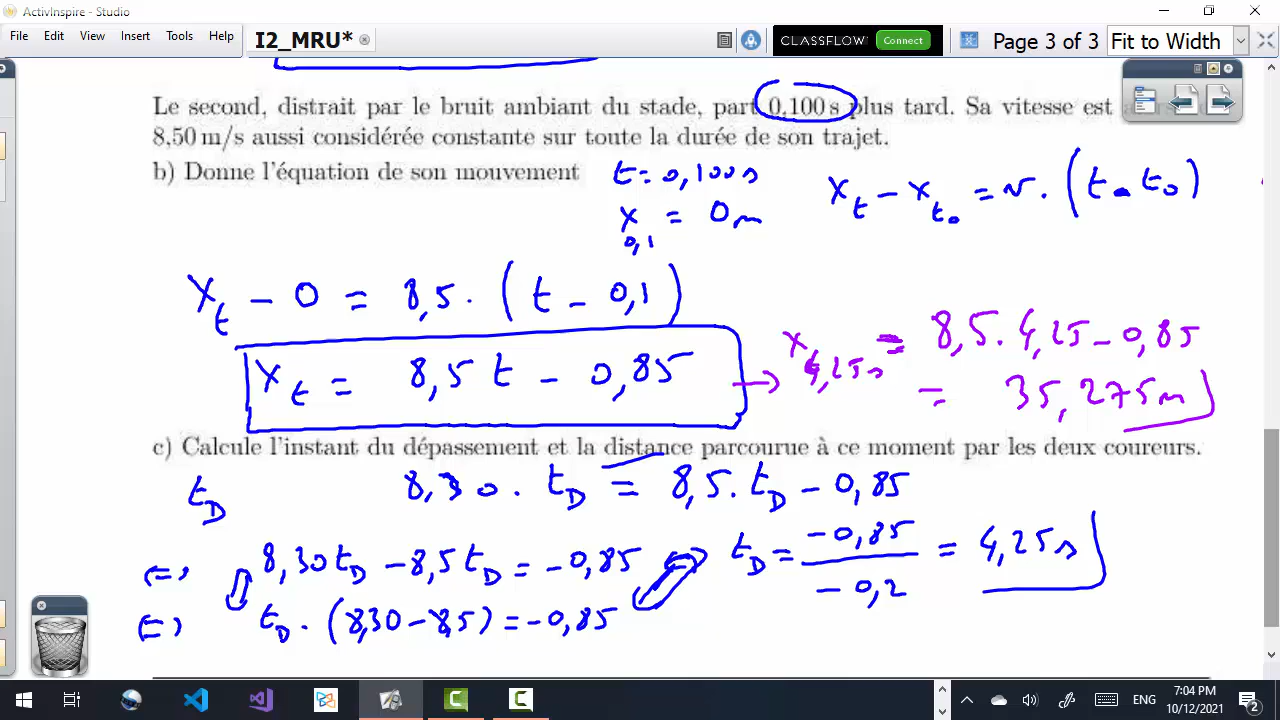 ActivInspire - Studio
File Edit View Insert Tools Help I2_MRU* CLASSFLOW Connect Page 3 of 3 Fit to Width
Le second, distrait par le bruit ambiant du stade, part 0,100 s plus tard. Sa vitesse est
8,50 m/s aussi considérée constante sur toute la durée de son trajet.
b) Donne l'équation de son mouvement
t = 0,100 s
x_0,1 = 0 m
x_t - x_t0 = v . (t - t0)
x_t - 0 = 8,5 . (t - 0,1)
x_t = 8,5 t - 0,85
→ x_4,25s = 8,5 . 4,25 - 0,85
= 35,275 m
c) Calcule l'instant du dépassement et la distance parcourue à ce moment par les deux coureurs.
t_D 8,30 . t_D = 8,5 . t_D - 0,85
⇔ 8,30 t_D - 8,5 t_D = -0,85 ⇔ t_D = -0,85 / -0,2 = 4,25 s
⇔ t_D . (8,30 - 8,5) = -0,85
ENG 7:04 PM
10/12/2021 2